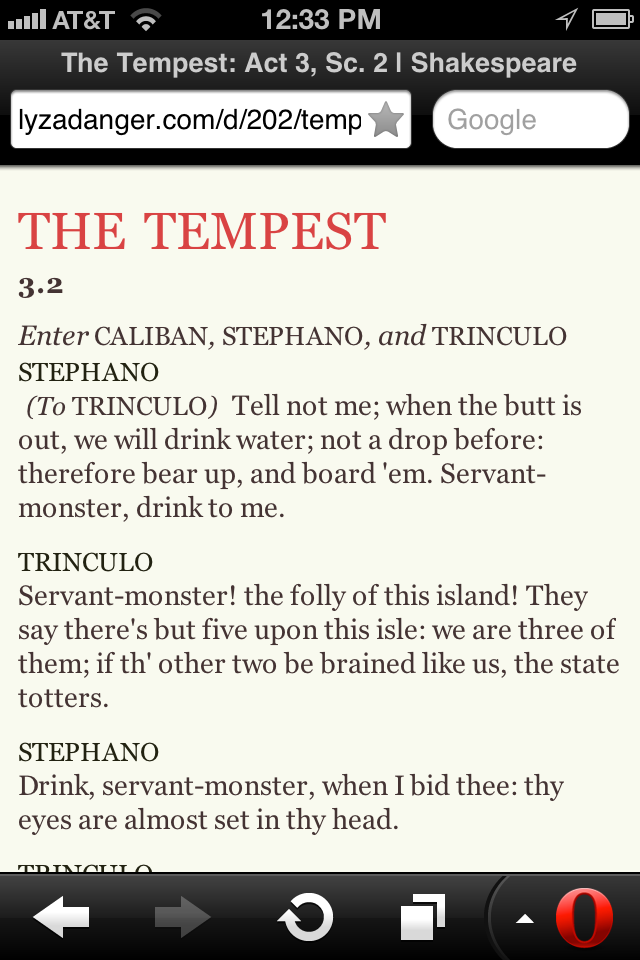 AT&T 12:33 PM
The Tempest: Act 3, Sc. 2 | Shakespeare
lyzadanger.com/d/202/temp Google
THE TEMPEST
3.2
Enter CALIBAN, STEPHANO, and TRINCULO
STEPHANO
(To TRINCULO) Tell not me; when the butt is
out, we will drink water; not a drop before:
therefore bear up, and board 'em. Servant-
monster, drink to me.
TRINCULO
Servant-monster! the folly of this island! They
say there's but five upon this isle: we are three of
them; if th' other two be brained like us, the state
totters.
STEPHANO
Drink, servant-monster, when I bid thee: thy
eyes are almost set in thy head.
TRINCULO